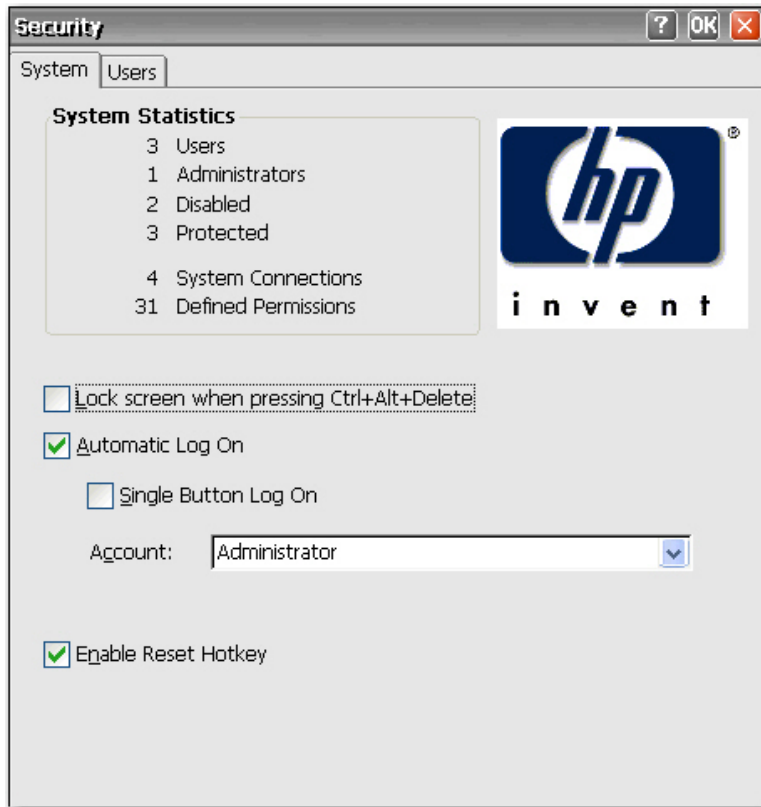 Security
? OK
System Users
System Statistics
3 Users
1 Administrators
2 Disabled
3 Protected
4 System Connections
31 Defined Permissions
hp ®
invent
Lock screen when pressing Ctrl+Alt+Delete
Automatic Log On
Single Button Log On
Account: Administrator
Enable Reset Hotkey